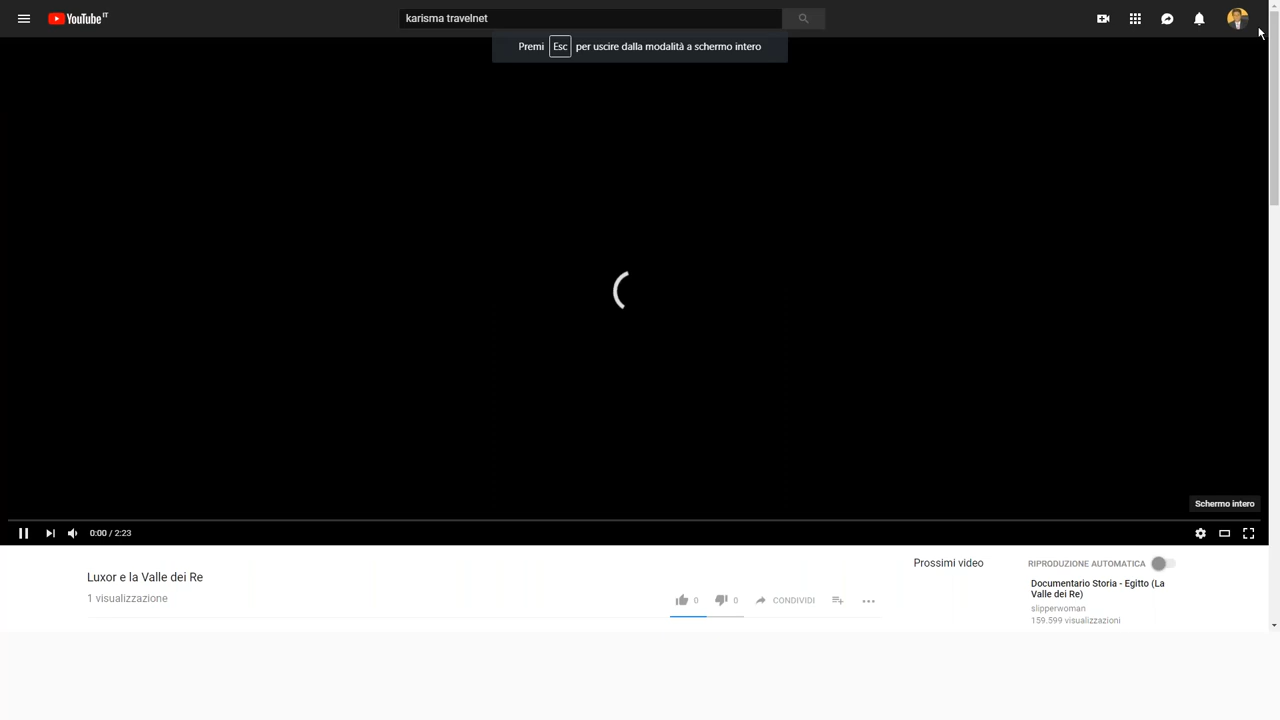 YouTube IT
karisma travelnet
Premi Esc per uscire dalla modalità a schermo intero
Schermo intero
0:00 / 2:23
Luxor e la Valle dei Re
1 visualizzazione
0
0
CONDIVIDI
Prossimi video
RIPRODUZIONE AUTOMATICA
Documentario Storia - Egitto (La
Valle dei Re)
slipperwoman
159.599 visualizzazioni